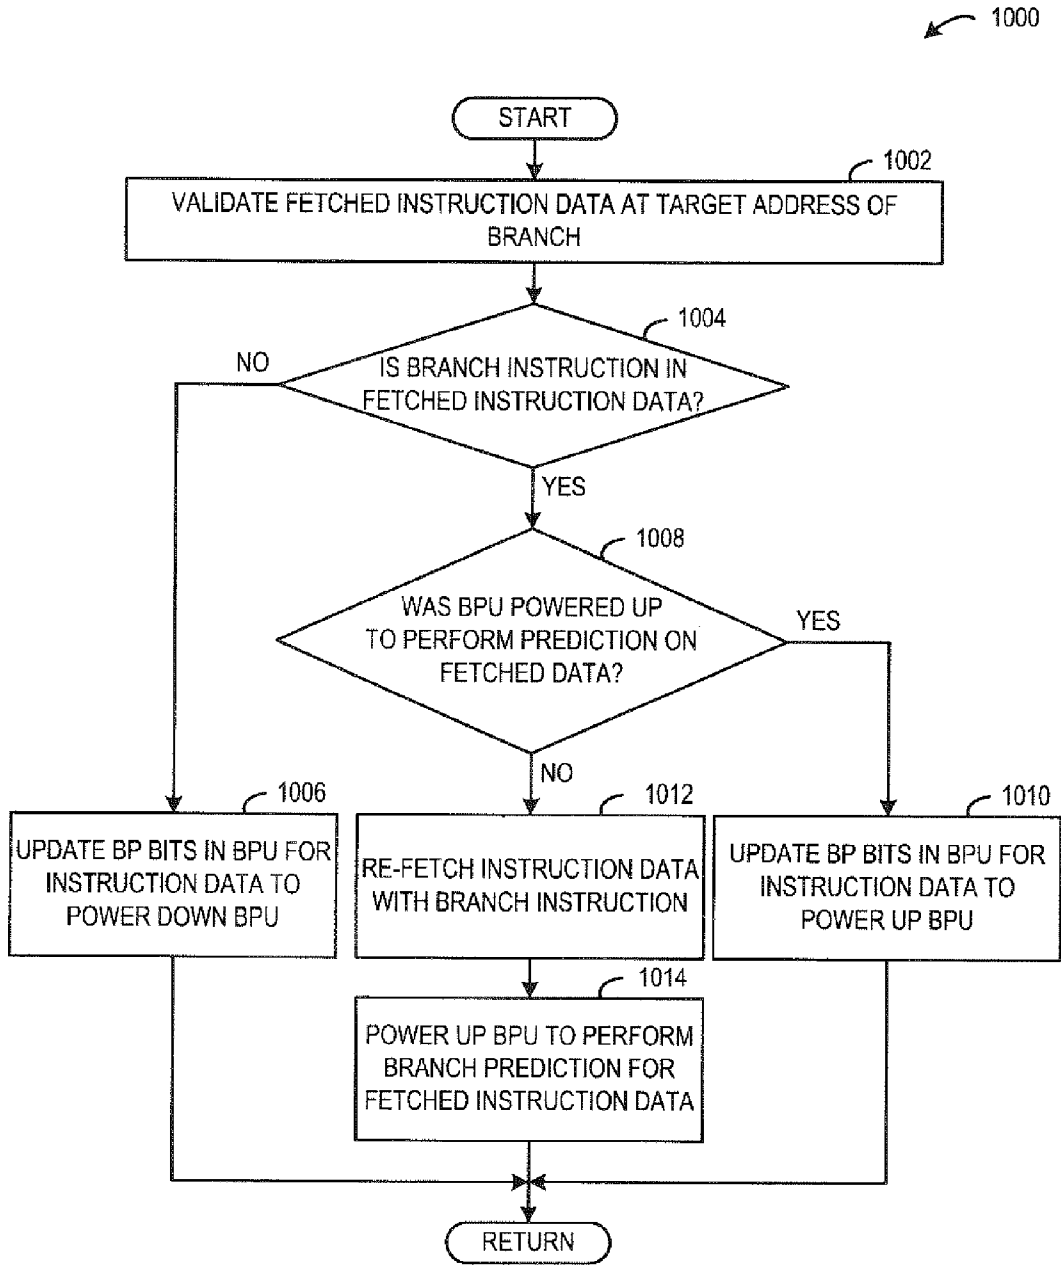 1000
START
1002
VALIDATE FETCHED INSTRUCTION DATA AT TARGET ADDRESS OF
BRANCH
1004
NO
IS BRANCH INSTRUCTION IN
FETCHED INSTRUCTION DATA?
YES
1008
WAS BPU POWERED UP
TO PERFORM PREDICTION ON
FETCHED DATA?
YES
NO
1006
UPDATE BP BITS IN BPU FOR
INSTRUCTION DATA TO
POWER DOWN BPU
1012
RE-FETCH INSTRUCTION DATA
WITH BRANCH INSTRUCTION
1010
UPDATE BP BITS IN BPU FOR
INSTRUCTION DATA TO
POWER UP BPU
1014
POWER UP BPU TO PERFORM
BRANCH PREDICTION FOR
FETCHED INSTRUCTION DATA
RETURN